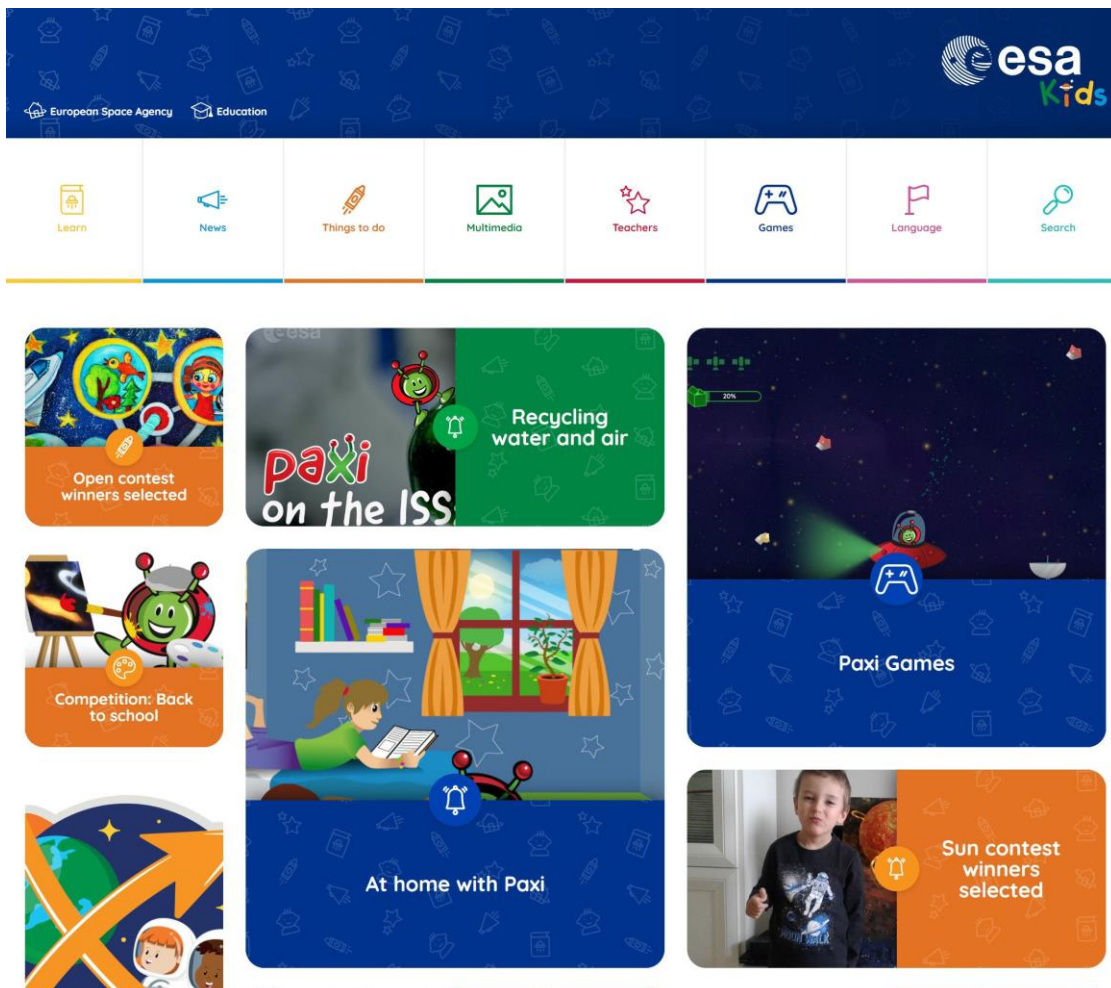 esa
Kids
European Space Agency
Education
Learn
News
Things to do
Multimedia
Teachers
Games
Language
Search
Open contest
winners selected
esa
paxi
on the ISS
Recycling
water and air
20%
Paxi Games
Competition: Back
to school
At home with Paxi
Sun contest
winners
selected